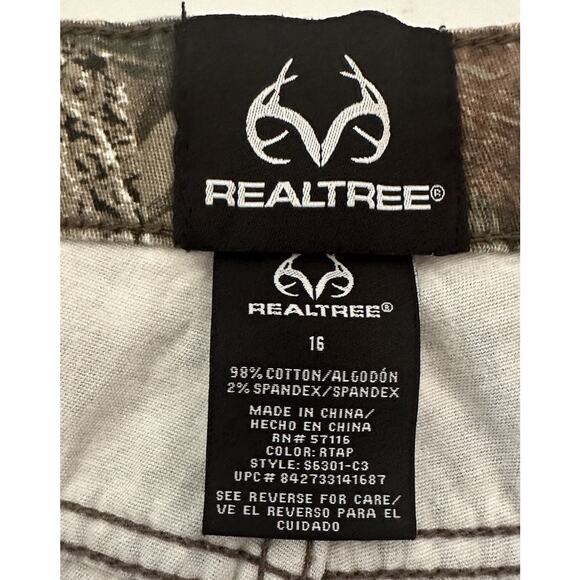 REALTREE®
REALTREE®
16
98% COTTON/ALGODÓN
2% SPANDEX/SPANDEX
MADE IN CHINA/
HECHO EN CHINA
RN# 57116
COLOR: RTAP
STYLE: S6301-C3
UPC# 842733141687
SEE REVERSE FOR CARE/
VE EL REVERSO PARA EL
CUIDADO